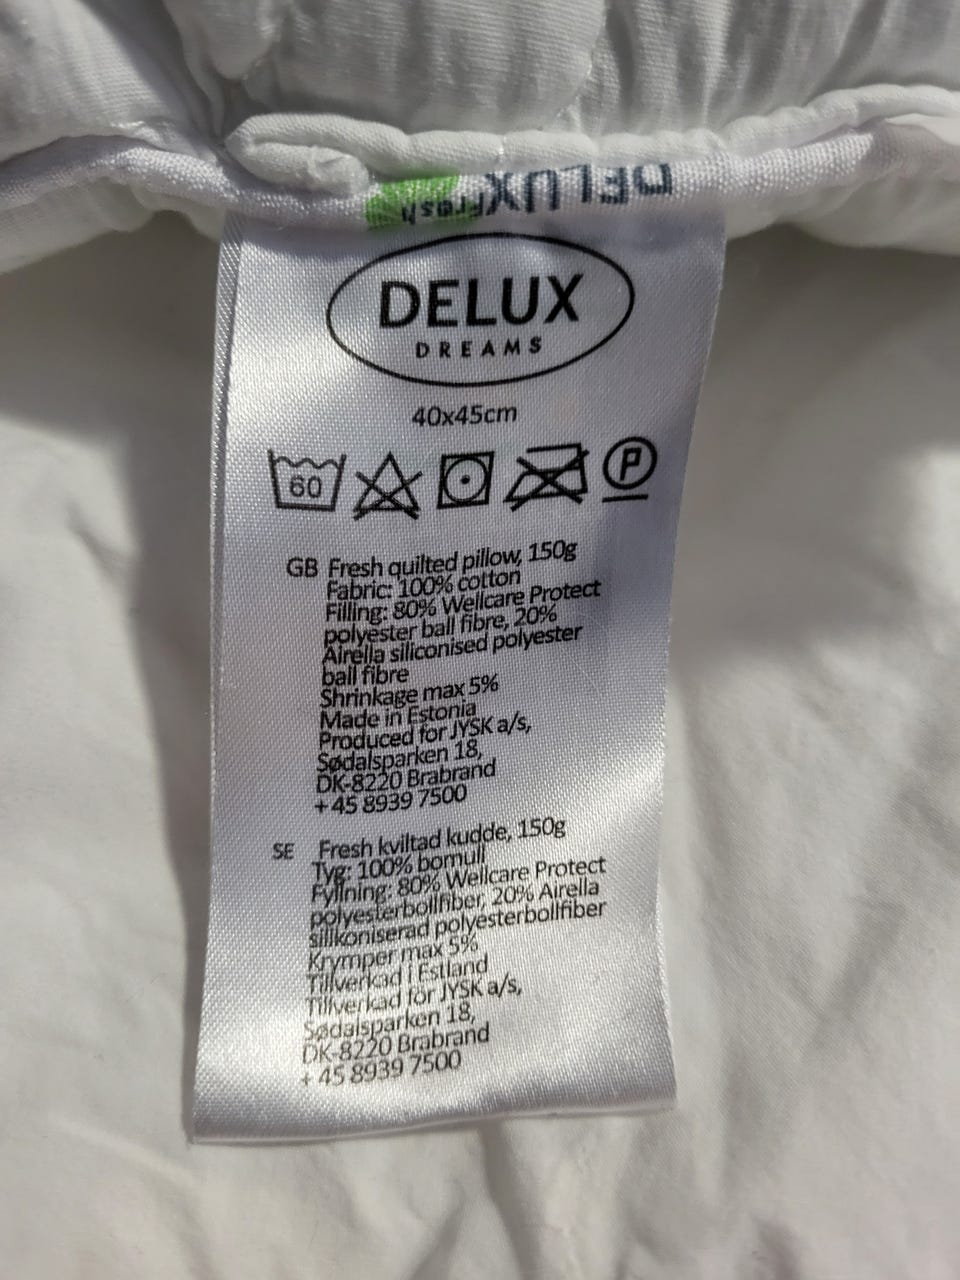 DELUX Fresh
DELUX
DREAMS
40x45cm
60
P
GB Fresh quilted pillow, 150g
Fabric: 100% cotton
Filling: 80% Wellcare Protect
polyester ball fibre, 20%
Airella siliconised polyester
ball fibre
Shrinkage max 5%
Made in Estonia
Produced for JYSK a/s,
Sødalsparken 18,
DK-8220 Brabrand
+ 45 8939 7500
SE Fresh kviltad kudde, 150g
Tyg: 100% bomull
Fyllning: 80% Wellcare Protect
polyesterbollfiber, 20% Airella
silikoniserad polyesterbollfiber
Krymper max 5%
Tillverkad i Estland
Tillverkad för JYSK a/s,
Sødalsparken 18,
DK-8220 Brabrand
+ 45 8939 7500